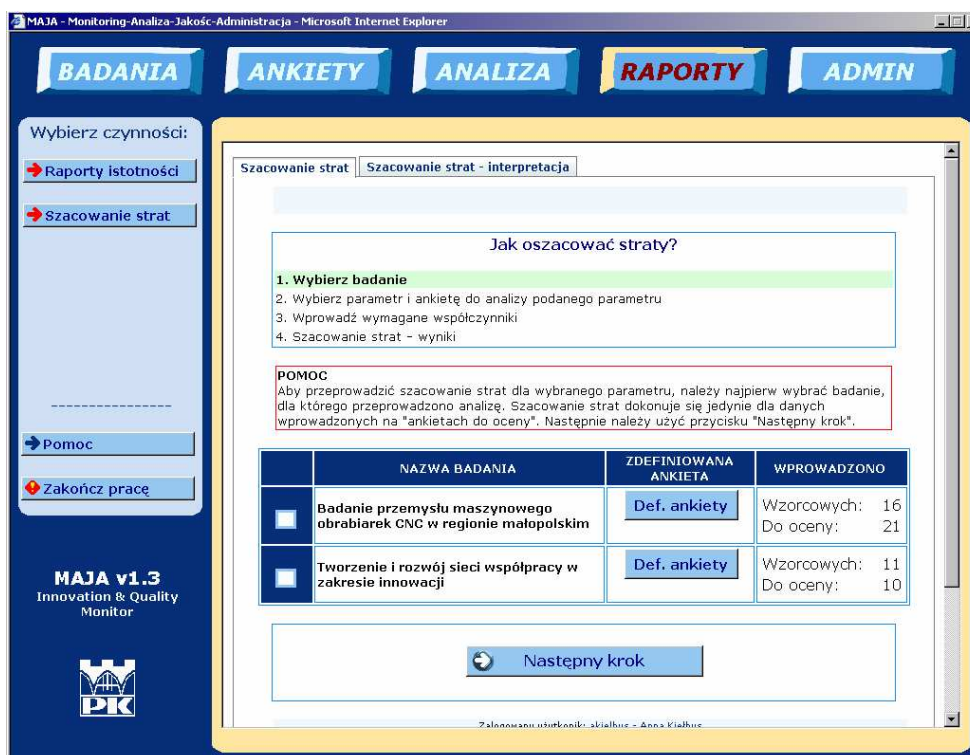 MAJA - Monitoring-Analiza-Jakośc-Administracja - Microsoft Internet Explorer
BADANIA
ANKIETY
ANALIZA
RAPORTY
ADMIN
Wybierz czynności:
Raporty istotności
Szacowanie strat
----------------
Pomoc
Zakończ pracę
MAJA v1.3
Innovation & Quality
Monitor
PK
Szacowanie strat
Szacowanie strat - interpretacja
Jak oszacować straty?
1. Wybierz badanie
2. Wybierz parametr i ankietę do analizy podanego parametru
3. Wprowadź wymagane współczynniki
4. Szacowanie strat - wyniki
POMOC
Aby przeprowadzić szacowanie strat dla wybranego parametru, należy najpierw wybrać badanie,
dla którego przeprowadzono analizę. Szacowanie strat dokonuje się jedynie dla danych
wprowadzonych na "ankietach do oceny". Następnie należy użyć przycisku "Następny krok".
NAZWA BADANIA
ZDEFINIOWANA
ANKIETA
WPROWADZONO
Badanie przemysłu maszynowego
obrabiarek CNC w regionie małopolskim
Def. ankiety
Wzorcowych: 16
Do oceny: 21
Tworzenie i rozwój sieci współpracy w
zakresie innowacji
Def. ankiety
Wzorcowych: 11
Do oceny: 10
Następny krok
Zalogowany użytkonik: akielbus - Anna Kiełbus